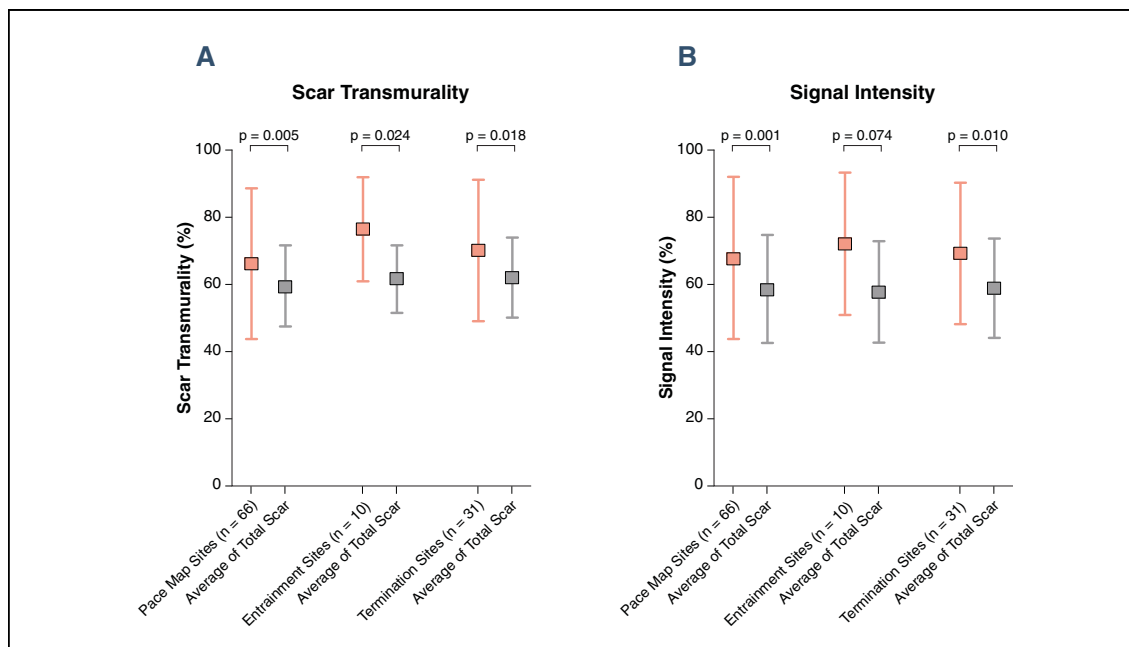 A
Scar Transmurality
p = 0.005
p = 0.024
p = 0.018
Scar Transmurality (%)
100
80
60
40
20
0
Pace Map Sites (n = 66)
Average of Total Scar
Entrainment Sites (n = 10)
Average of Total Scar
Termination Sites (n = 31)
Average of Total Scar
B
Signal Intensity
p = 0.001
p = 0.074
p = 0.010
Signal Intensity (%)
100
80
60
40
20
0
Pace Map Sites (n = 66)
Average of Total Scar
Entrainment Sites (n = 10)
Average of Total Scar
Termination Sites (n = 31)
Average of Total Scar